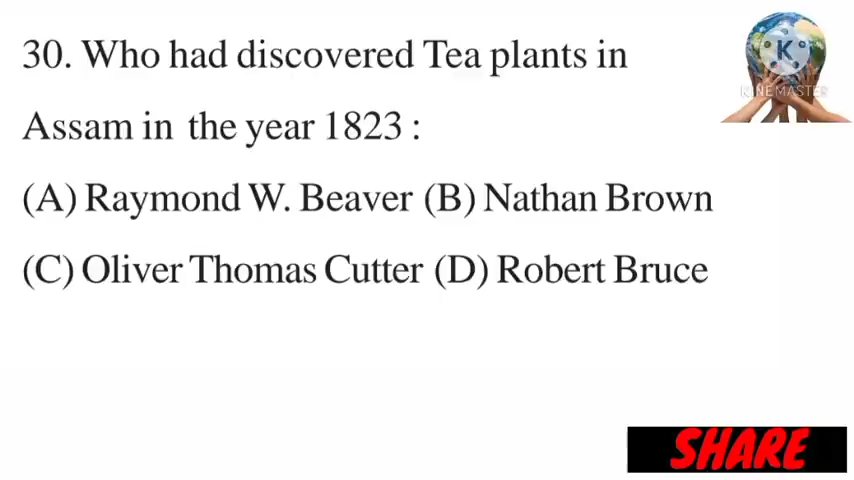 30. Who had discovered Tea plants in
Assam in the year 1823 :
(A) Raymond W. Beaver (B) Nathan Brown
(C) Oliver Thomas Cutter (D) Robert Bruce
K
KINEMASTER
SHARE